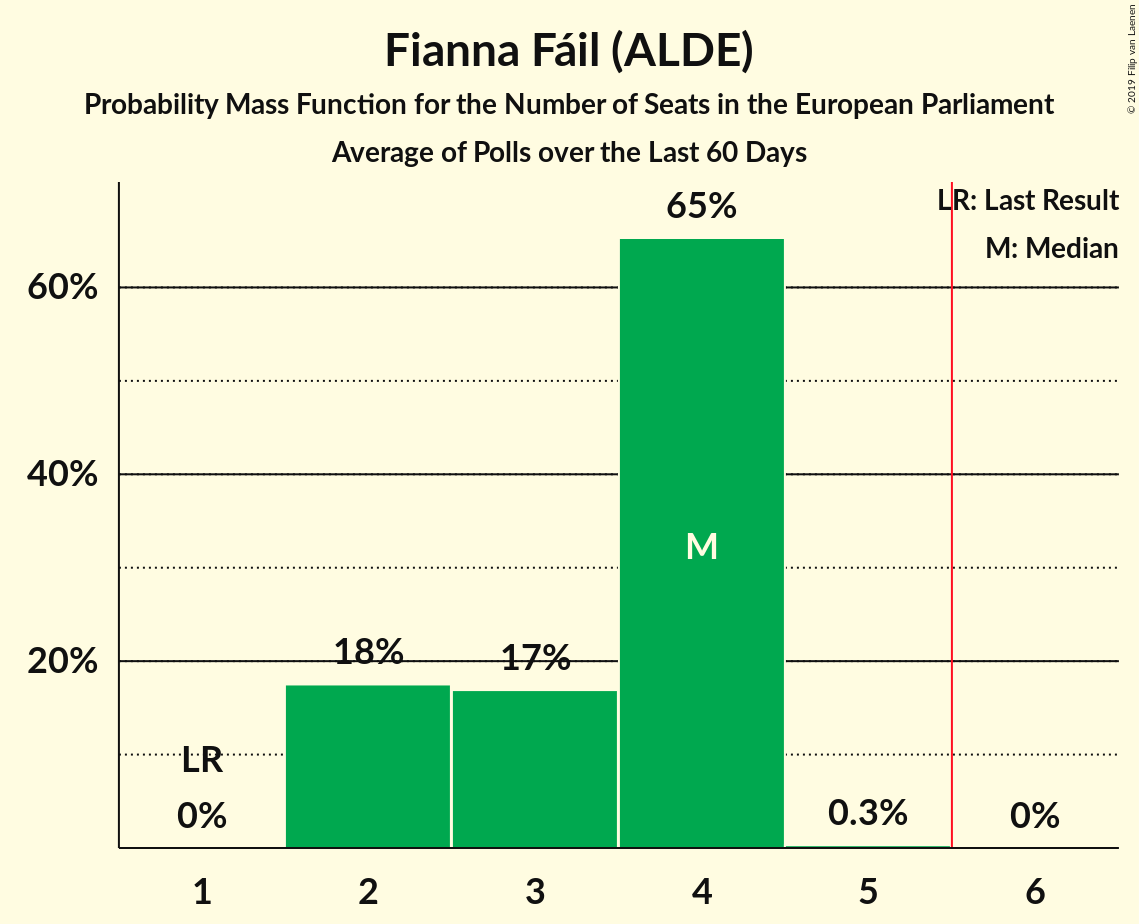 Fianna Fáil (ALDE)
Probability Mass Function for the Number of Seats in the European Parliament
Average of Polls over the Last 60 Days
© 2019 Filip van Laenen
LR: Last Result
M: Median
65%
60%
40%
M
20%
18%
17%
LR
0%
0.3%
0%
1 2 3 4 5 6